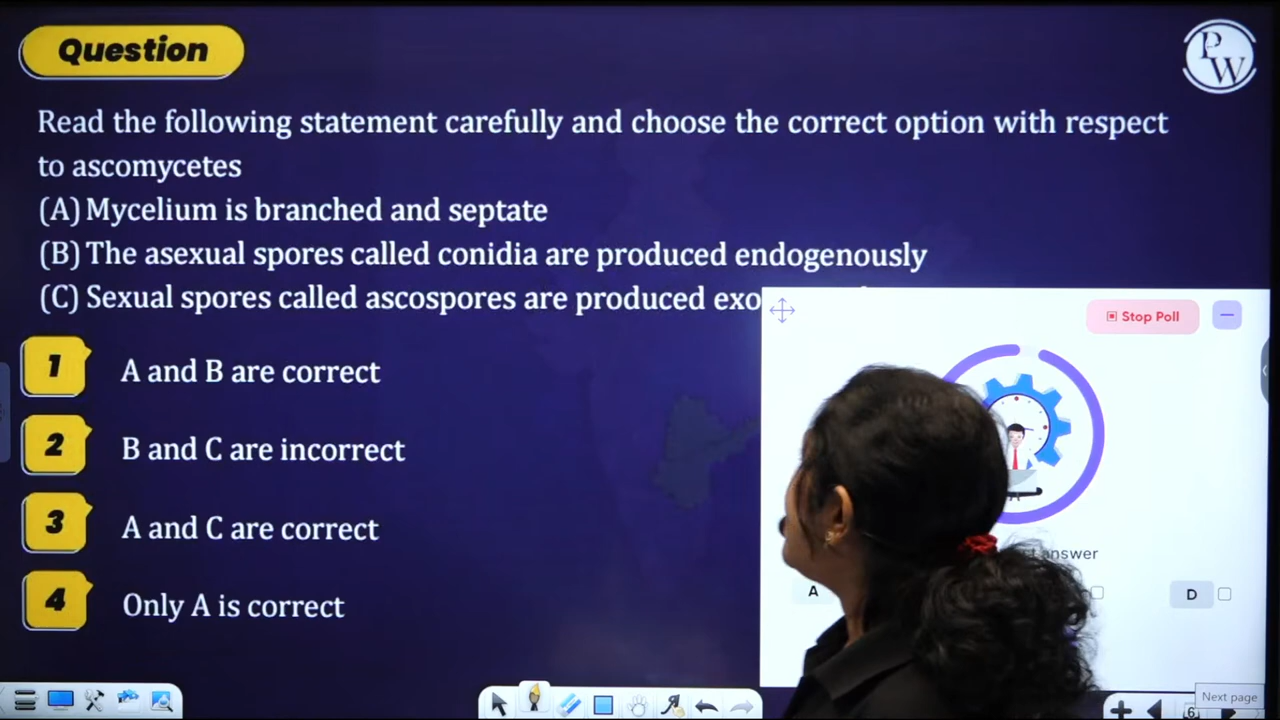 Question
PW
Read the following statement carefully and choose the correct option with respect
to ascomycetes
(A) Mycelium is branched and septate
(B) The asexual spores called conidia are produced endogenously
(C) Sexual spores called ascospores are produced
Stop Poll
1 A and B are correct
2 B and C are incorrect
3 A and C are correct
answer
A
D
4 Only A is correct
Next page
6